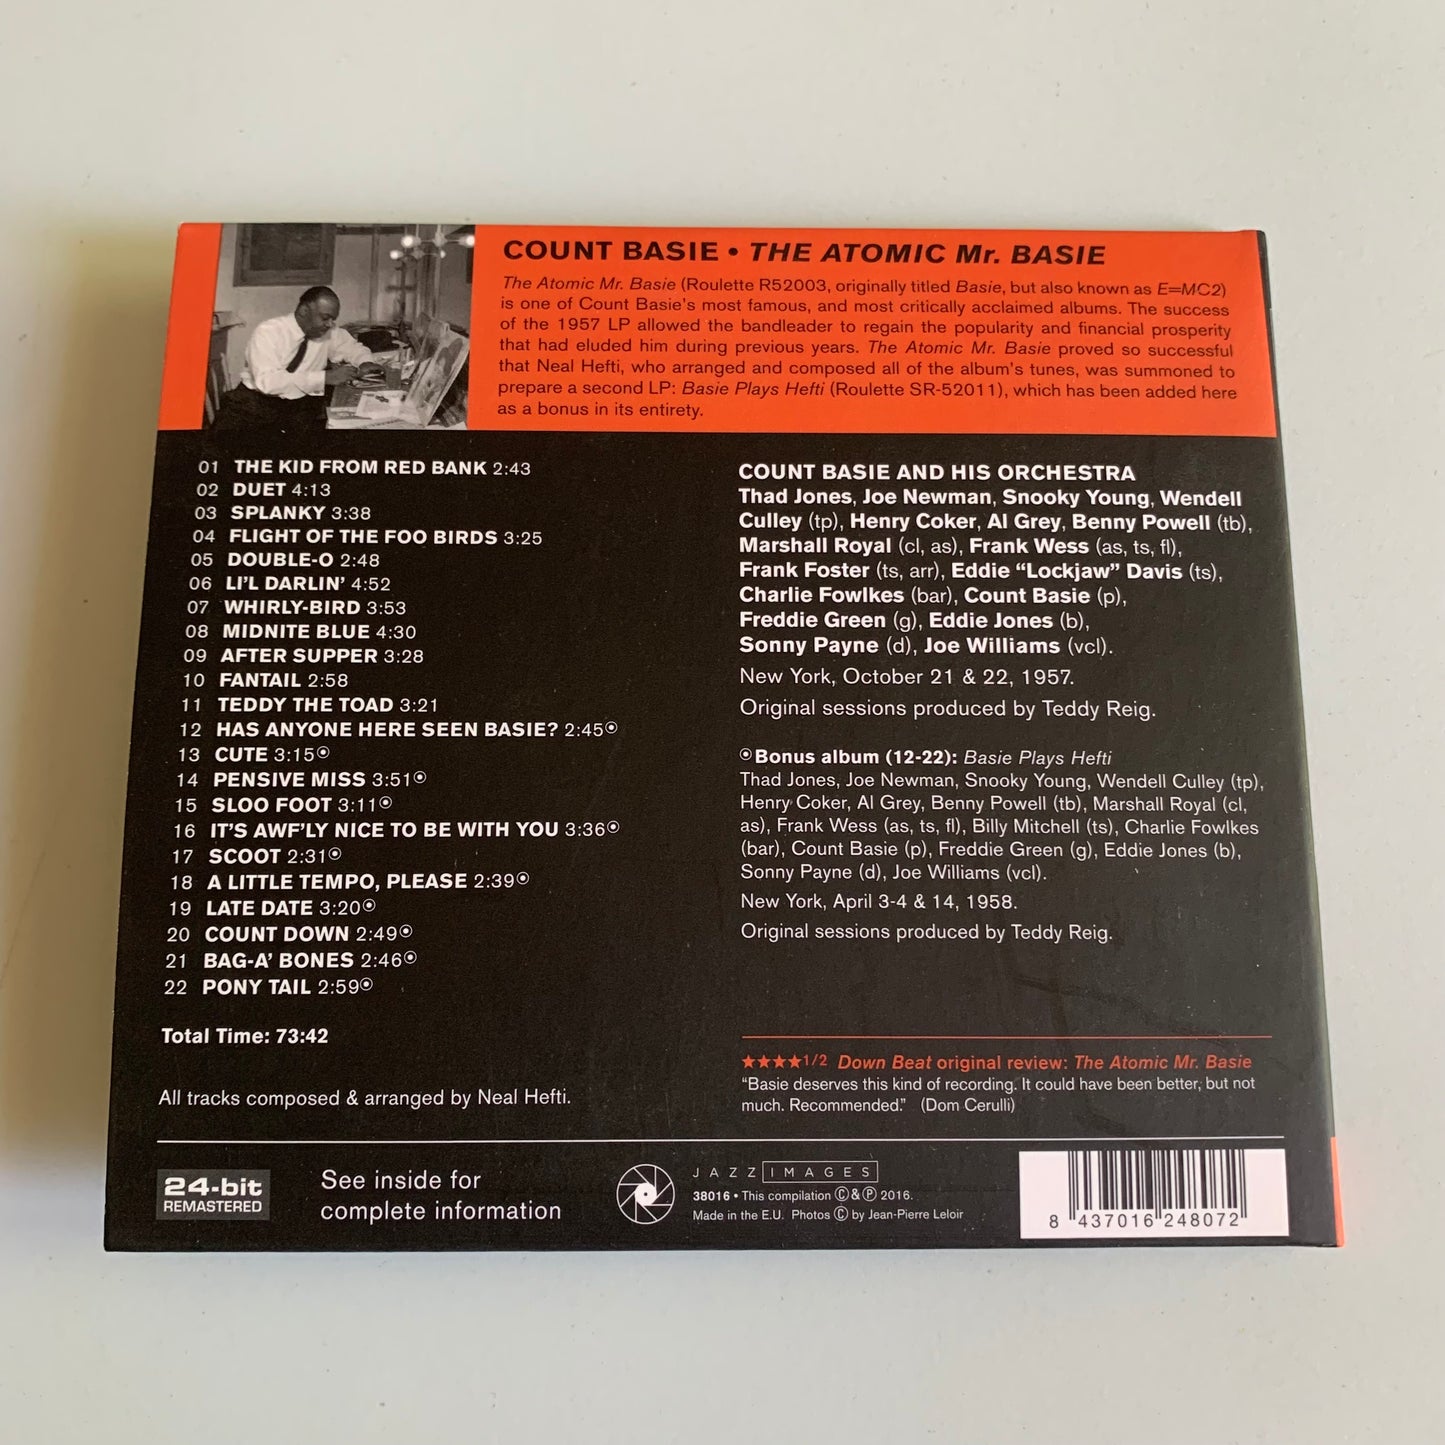 COUNT BASIE • THE ATOMIC Mr. BASIE
The Atomic Mr. Basie (Roulette R52003, originally titled Basie, but also known as E=MC2)
is one of Count Basie's most famous, and most critically acclaimed albums. The success
of the 1957 LP allowed the bandleader to regain the popularity and financial prosperity
that had eluded him during previous years. The Atomic Mr. Basie proved so successful
that Neal Hefti, who arranged and composed all of the album's tunes, was summoned to
prepare a second LP: Basie Plays Hefti (Roulette SR-52011), which has been added here
as a bonus in its entirety.
01 THE KID FROM RED BANK 2:43
02 DUET 4:13
03 SPLANKY 3:38
04 FLIGHT OF THE FOO BIRDS 3:25
05 DOUBLE-O 2:48
06 LI'L DARLIN' 4:52
07 WHIRLY-BIRD 3:53
08 MIDNITE BLUE 4:30
09 AFTER SUPPER 3:28
10 FANTAIL 2:58
11 TEDDY THE TOAD 3:21
12 HAS ANYONE HERE SEEN BASIE? 2:45⦿
13 CUTE 3:15⦿
14 PENSIVE MISS 3:51⦿
15 SLOO FOOT 3:11⦿
16 IT'S AWF'LY NICE TO BE WITH YOU 3:36⦿
17 SCOOT 2:31⦿
18 A LITTLE TEMPO, PLEASE 2:39⦿
19 LATE DATE 3:20⦿
20 COUNT DOWN 2:49⦿
21 BAG-A' BONES 2:46⦿
22 PONY TAIL 2:59⦿
Total Time: 73:42
All tracks composed & arranged by Neal Hefti.
COUNT BASIE AND HIS ORCHESTRA
Thad Jones, Joe Newman, Snooky Young, Wendell
Culley (tp), Henry Coker, Al Grey, Benny Powell (tb),
Marshall Royal (cl, as), Frank Wess (as, ts, fl),
Frank Foster (ts, arr), Eddie "Lockjaw" Davis (ts),
Charlie Fowlkes (bar), Count Basie (p),
Freddie Green (g), Eddie Jones (b),
Sonny Payne (d), Joe Williams (vcl).
New York, October 21 & 22, 1957.
Original sessions produced by Teddy Reig.
⦿Bonus album (12-22): Basie Plays Hefti
Thad Jones, Joe Newman, Snooky Young, Wendell Culley (tp),
Henry Coker, Al Grey, Benny Powell (tb), Marshall Royal (cl,
as), Frank Wess (as, ts, fl), Billy Mitchell (ts), Charlie Fowlkes
(bar), Count Basie (p), Freddie Green (g), Eddie Jones (b),
Sonny Payne (d), Joe Williams (vcl).
New York, April 3-4 & 14, 1958.
Original sessions produced by Teddy Reig.
★★★★1/2 Down Beat original review: The Atomic Mr. Basie
"Basie deserves this kind of recording. It could have been better, but not
much. Recommended." (Dom Cerulli)
24-bit
REMASTERED
See inside for
complete information
JAZZ IMAGES
38016 • This compilation Ⓒ & Ⓟ 2016.
Made in the E.U. Photos Ⓒ by Jean-Pierre Leloir
8 437016 248072